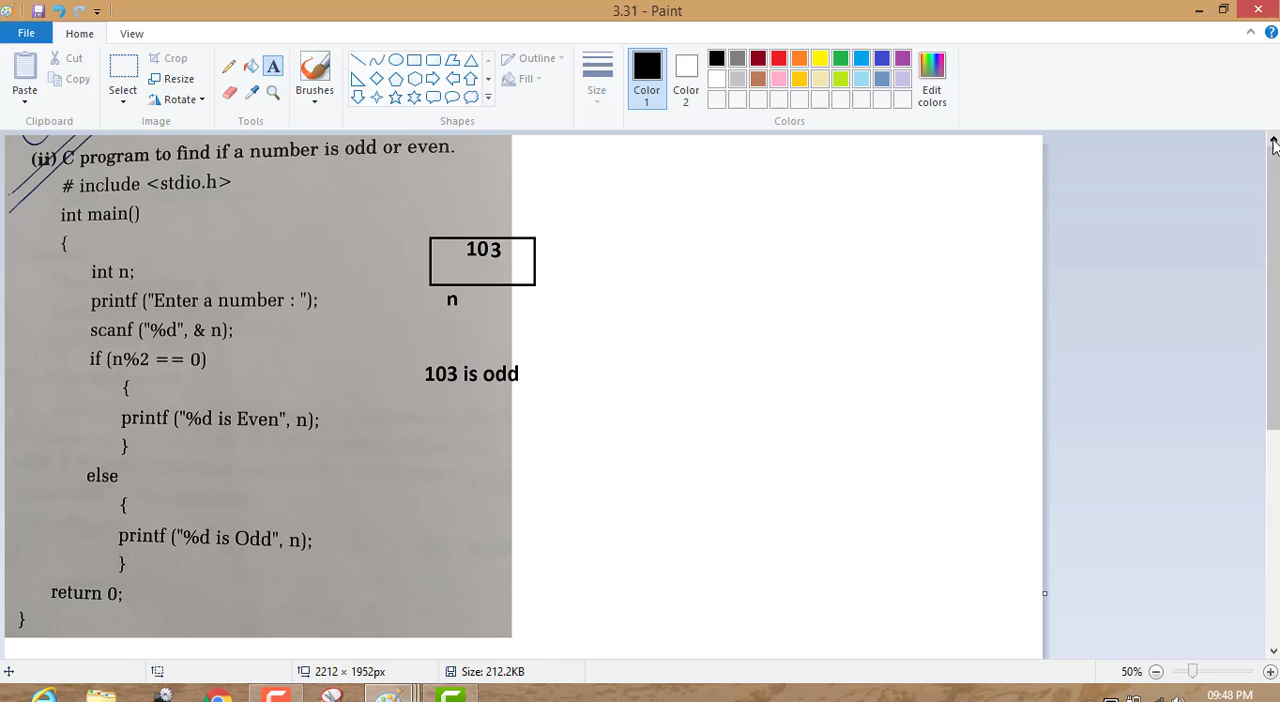 3.31 - Paint
File
Home
View
Paste
Cut
Copy
Clipboard
Select
Crop
Resize
Rotate
Image
A
Tools
Brushes
Shapes
Outline
Fill
Size
Color 1
Color 2
Edit colors
Colors
(ii) C program to find if a number is odd or even.
# include <stdio.h>
int main()
{
int n;
printf ("Enter a number : ");
scanf ("%d", & n);
if (n%2 == 0)
{
printf ("%d is Even", n);
}
else
{
printf ("%d is Odd", n);
}
return 0;
}
103
n
103 is odd
2212 × 1952px
Size: 212.2KB
50%
09:48 PM